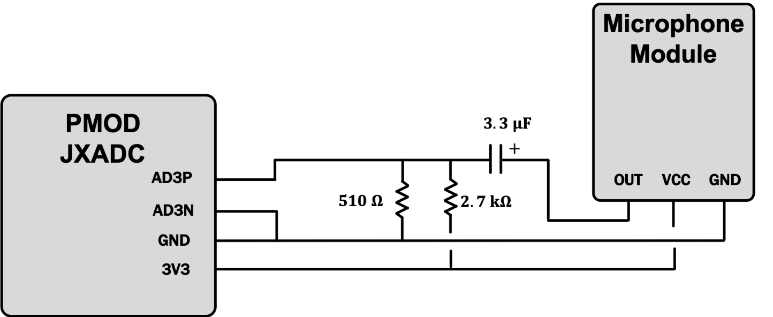 Microphone
Module
OUT VCC GND
PMOD
JXADC
AD3P
AD3N
GND
3V3
3.3 µF
+
510 Ω
2.7 kΩ